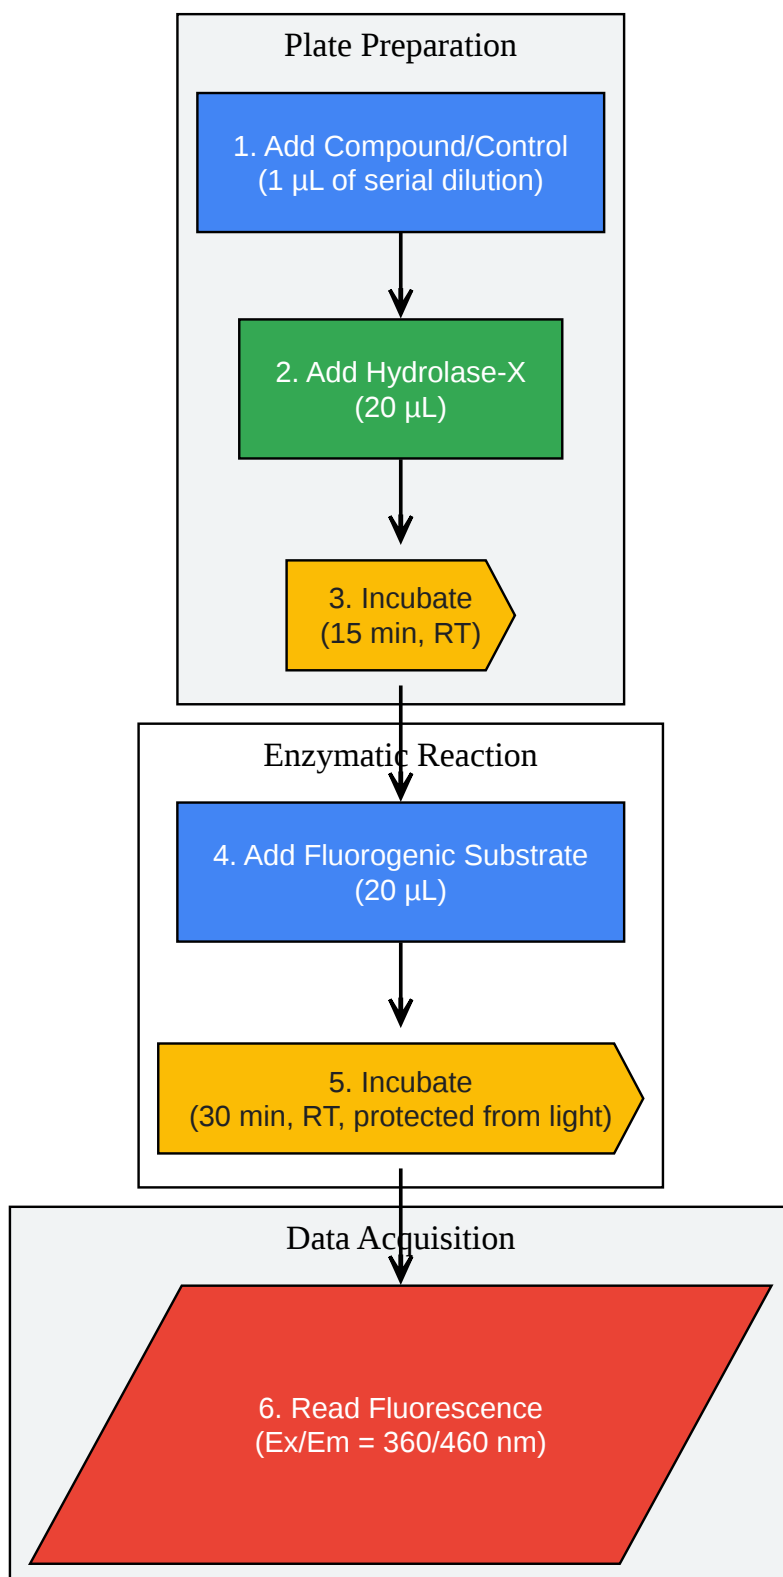 Plate Preparation
1. Add Compound/Control
(1 µL of serial dilution)
2. Add Hydrolase-X
(20 µL)
3. Incubate
(15 min, RT)
Enzymatic Reaction
4. Add Fluorogenic Substrate
(20 µL)
5. Incubate
(30 min, RT, protected from light)
Data Acquisition
6. Read Fluorescence
(Ex/Em = 360/460 nm)